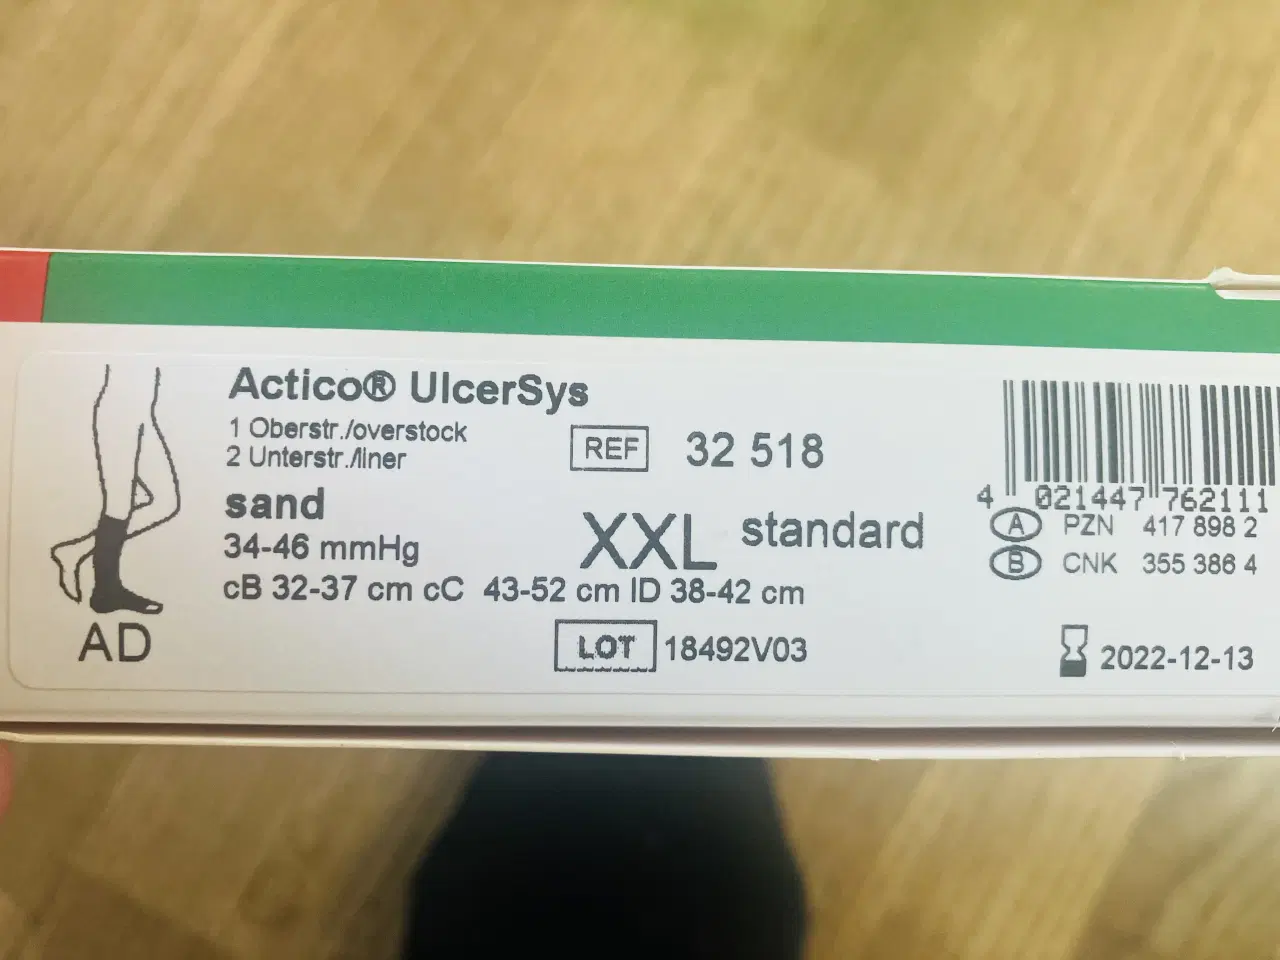 Actico® UlcerSys
1 Oberstr./overstock
2 Unterstr./liner
REF 32 518
sand
34-46 mmHg
XXL standard
cB 32-37 cm cC 43-52 cm ID 38-42 cm
AD
LOT 18492V03
4 021447 762111
A PZN 417 898 2
B CNK 355 386 4
2022-12-13